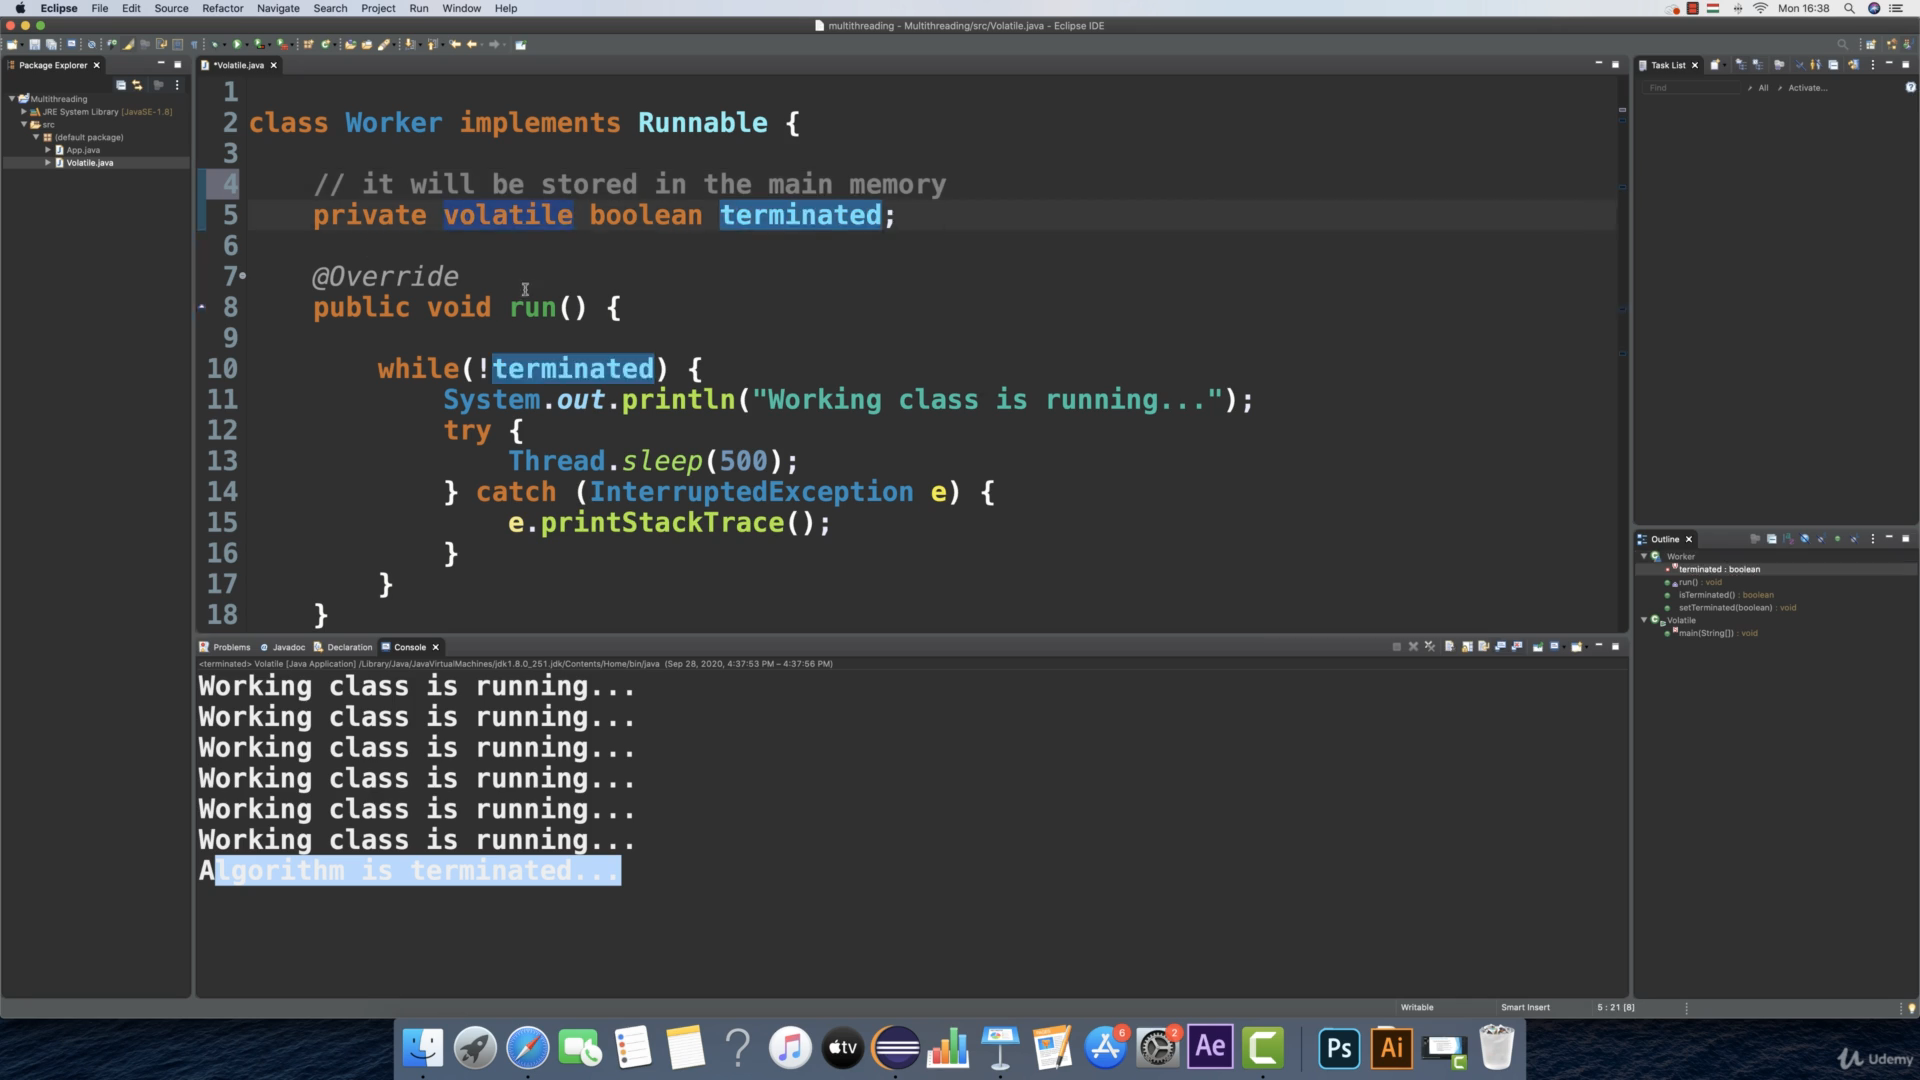 Eclipse File Edit Source Refactor Navigate Search Project Run Window Help Mon 16:38
multithreading - Multithreading/src/Volatile.java - Eclipse IDE
Package Explorer
Multithreading
JRE System Library [JavaSE-1.8]
src
(default package)
App.java
Volatile.java
*Volatile.java
1
2 class Worker implements Runnable {
3
4 // it will be stored in the main memory
5 private volatile boolean terminated;
6
7 @Override
8 public void run() {
9
10 while(!terminated) {
11 System.out.println("Working class is running...");
12 try {
13 Thread.sleep(500);
14 } catch (InterruptedException e) {
15 e.printStackTrace();
16 }
17 }
18 }
Problems Javadoc Declaration Console
<terminated> Volatile [Java Application] /Library/Java/JavaVirtualMachines/jdk1.8.0_251.jdk/Contents/Home/bin/java (Sep 28, 2020, 4:37:53 PM – 4:37:56 PM)
Working class is running...
Working class is running...
Working class is running...
Working class is running...
Working class is running...
Working class is running...
Algorithm is terminated...
Task List
Find All Activate...
Outline
Worker
terminated : boolean
run() : void
isTerminated() : boolean
setTerminated(boolean) : void
Volatile
main(String[]) : void
Writable Smart Insert 5 : 21 [8]
tv 6 2 Ae C Ps Ai
Udemy